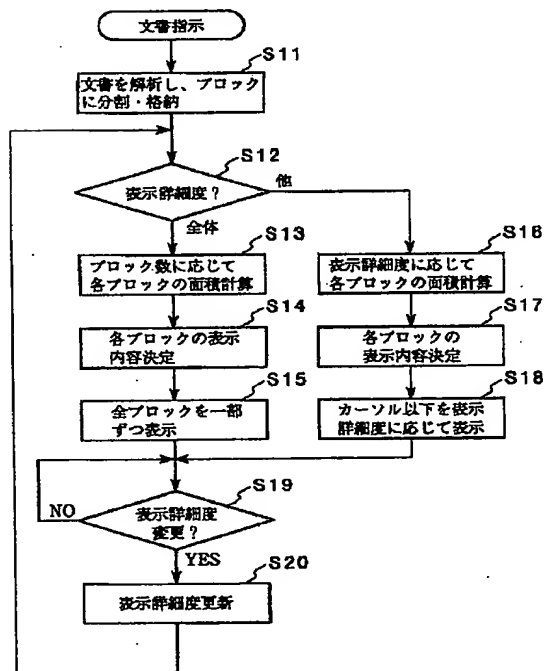 文書指示
S11
文書を解析し、ブロック
に分割・格納
S12
表示詳細度?
他
全体
S13
ブロック数に応じて
各ブロックの面積計算
S14
各ブロックの表示
内容決定
S15
全ブロックを一部
ずつ表示
S16
表示詳細度に応じて
各ブロックの面積計算
S17
各ブロックの
表示内容決定
S18
カーソル以下を表示
詳細度に応じて表示
S19
表示詳細度
変更?
NO
YES
S20
表示詳細度更新